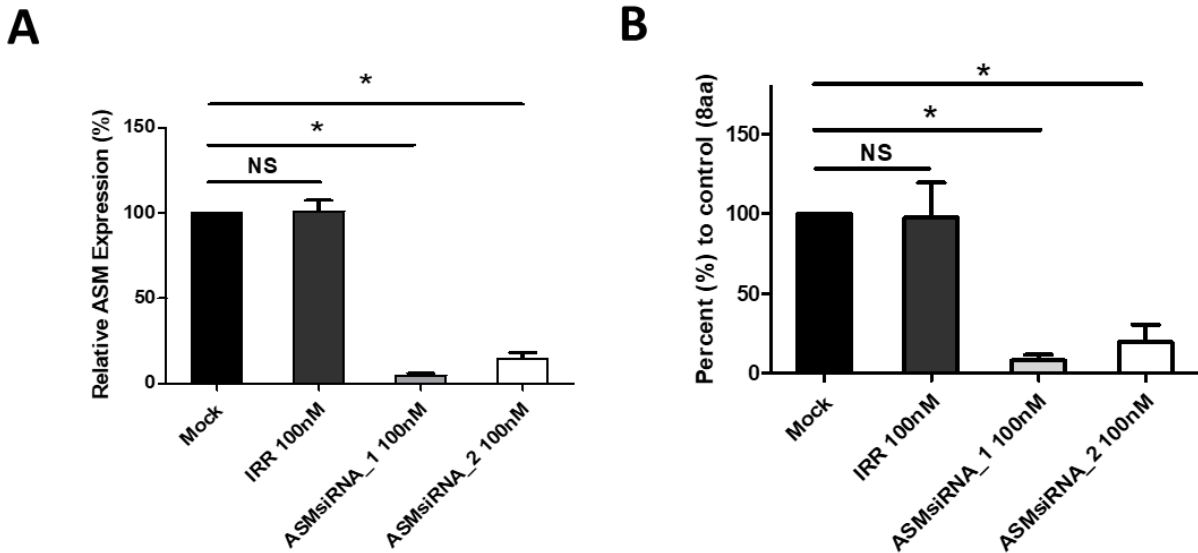 A
Relative ASM Expression (%)
150
100
50
0
*
*
NS
Mock
IRR 100nM
ASMsiRNA_1 100nM
ASMsiRNA_2 100nM
B
Percent (%) to control (8aa)
150
100
50
0
*
*
NS
Mock
IRR 100nM
ASMsiRNA_1 100nM
ASMsiRNA_2 100nM